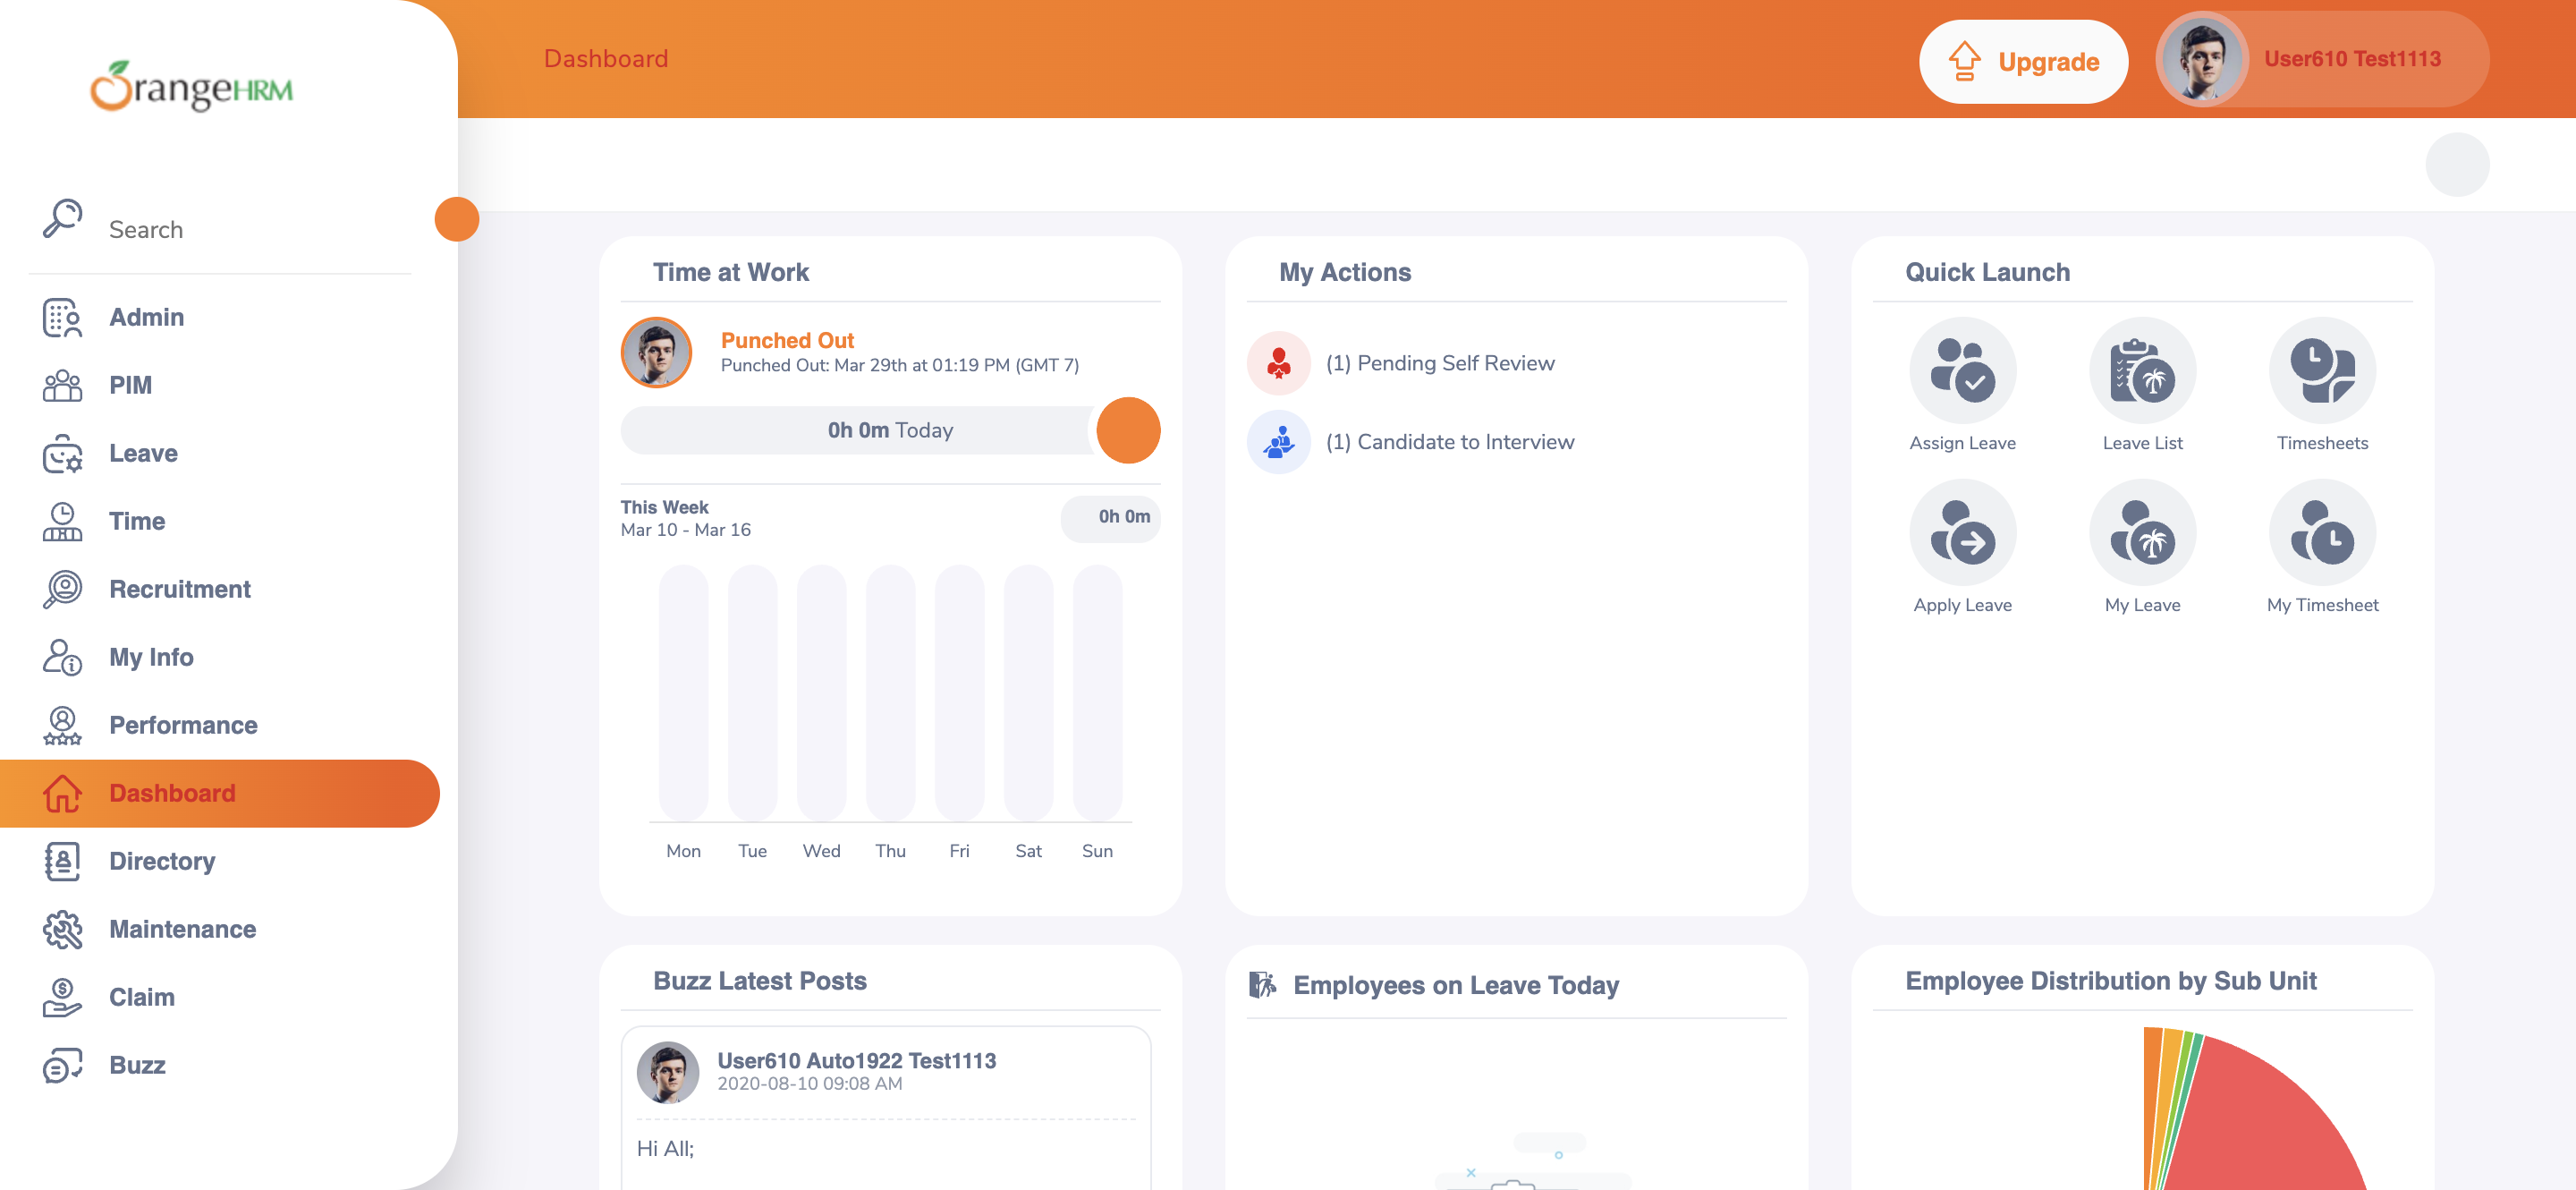 OrangeHRM
Search
Admin
PIM
Leave
Time
Recruitment
My Info
Performance
Dashboard
Directory
Maintenance
Claim
Buzz
Dashboard
Upgrade
User610 Test1113
Time at Work
Punched Out
Punched Out: Mar 29th at 01:19 PM (GMT 7)
0h 0m Today
This Week
Mar 10 - Mar 16
0h 0m
Mon Tue Wed Thu Fri Sat Sun
My Actions
(1) Pending Self Review
(1) Candidate to Interview
Quick Launch
Assign Leave Leave List Timesheets
Apply Leave My Leave My Timesheet
Buzz Latest Posts
User610 Auto1922 Test1113
2020-08-10 09:08 AM
Hi All;
Employees on Leave Today
Employee Distribution by Sub Unit